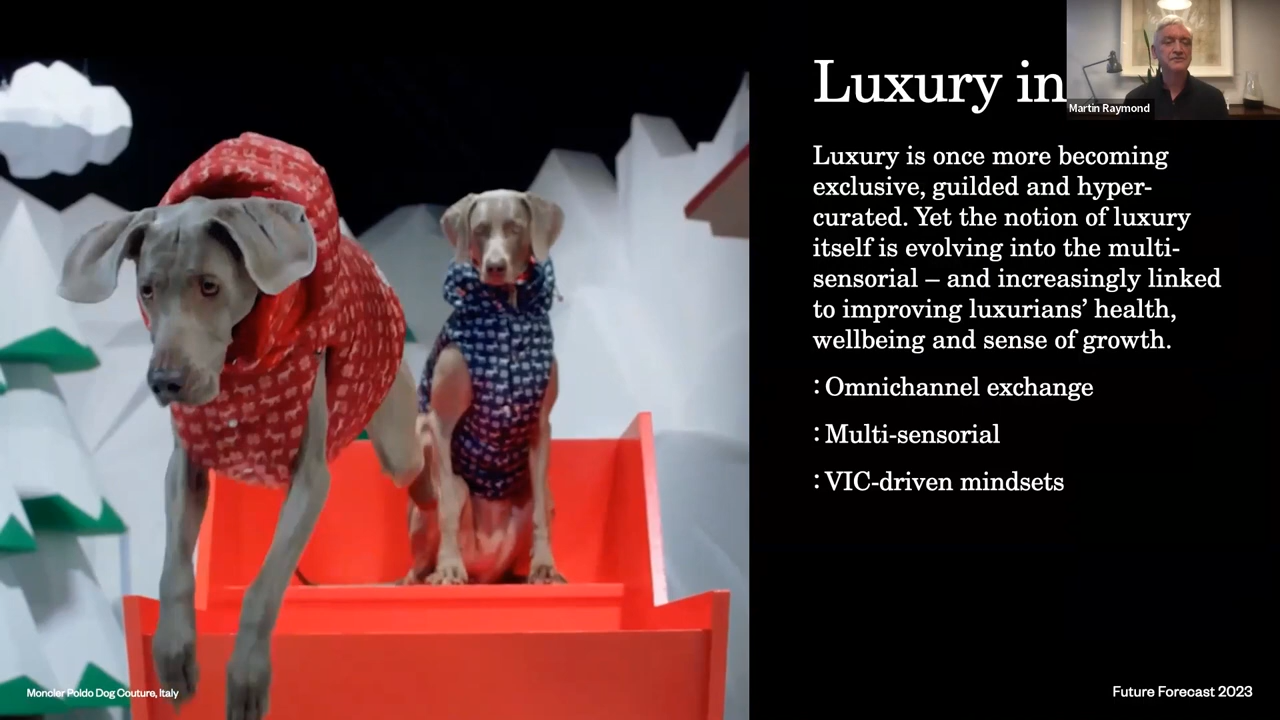 Luxury in
Martin Raymond
Luxury is once more becoming
exclusive, guilded and hyper-
curated. Yet the notion of luxury
itself is evolving into the multi-
sensorial – and increasingly linked
to improving luxurians’ health,
wellbeing and sense of growth.
: Omnichannel exchange
: Multi-sensorial
: VIC-driven mindsets
Moncler Poldo Dog Couture, Italy
Future Forecast 2023